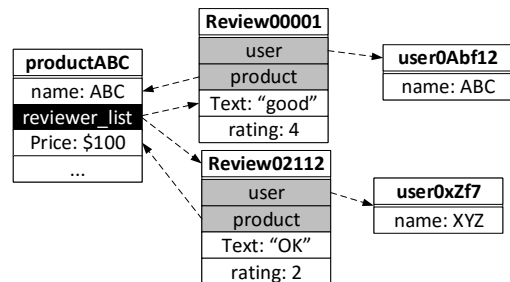 productABC
name: ABC
reviewer_list
Price: $100
...
Review00001
user
product
Text: “good”
rating: 4
user0Abf12
name: ABC
Review02112
user
product
Text: “OK”
rating: 2
user0xZf7
name: XYZ